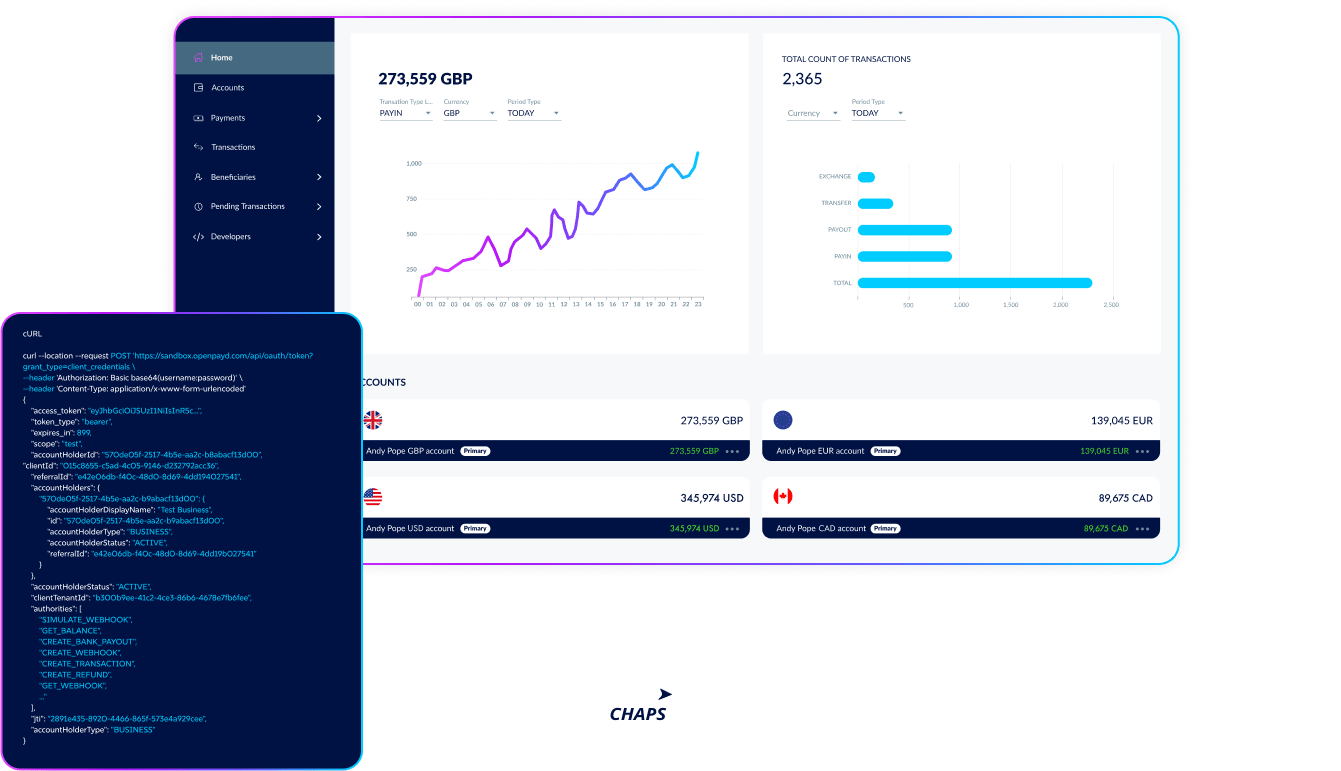 Home
Accounts
Payments
Transactions
Beneficiaries
Pending Transactions
Developers
273,559 GBP
Transation Type L... Currency Period Type
PAYIN GBP TODAY
1,000
750
500
250
00 01 02 03 04 05 06 07 08 09 10 11 12 13 14 15 16 17 18 19 20 21 22 23
TOTAL COUNT OF TRANSACTIONS
2,365
Period Type
Currency TODAY
EXCHANGE
TRANSFER
PAYOUT
PAYIN
TOTAL
500 1,000 1,500 2,000 2,500
CCOUNTS
273,559 GBP
Andy Pope GBP account Primary 273,559 GBP
139,045 EUR
Andy Pope EUR account Primary 139,045 EUR
345,974 USD
Andy Pope USD account Primary 345,974 USD
89,675 CAD
Andy Pope CAD account Primary 89,675 CAD
cURL
curl --location --request POST 'https://sandbox.openpayd.com/api/oauth/token?
grant_type=client_credentials \
--header 'Authorization: Basic base64(username:password)' \
--header 'Content-Type: application/x-www-form-urlencoded'
{
"access_token": "eyJhbGciOiJSUzI1NiIsInR5c...",
"token_type": "bearer",
"expires_in": 899,
"scope": "test",
"accountHolderId": "570de05f-2517-4b5e-aa2c-b8abacf13d00",
"clientId": "015c8655-c5ad-4c05-9146-d232792acc36",
"referralId": "e42e06db-f40c-48d0-8d69-4dd194027541",
"accountHolders": {
"570de05f-2517-4b5e-aa2c-b9abacf13d00": {
"accountHolderDisplayName": "Test Business",
"id": "570de05f-2517-4b5e-aa2c-b9abacf13d00",
"accountHolderType": "BUSINESS",
"accountHolderStatus": "ACTIVE",
"referralId": "e42e06db-f40c-48d0-8d69-4dd19b027541"
}
},
"accountHolderStatus": "ACTIVE",
"clientTenantId": "b300b9ee-41c2-4ce3-86b6-4678e7fb6fee",
"authorities": [
"SIMULATE_WEBHOOK",
"GET_BALANCE",
"CREATE_BANK_PAYOUT",
"CREATE_WEBHOOK",
"CREATE_TRANSACTION",
"CREATE_REFUND",
"GET_WEBHOOK",
..."
],
"jti": "2891e435-8920-4466-865f-573e4a929cee",
"accountHolderType": "BUSINESS"
}
CHAPS